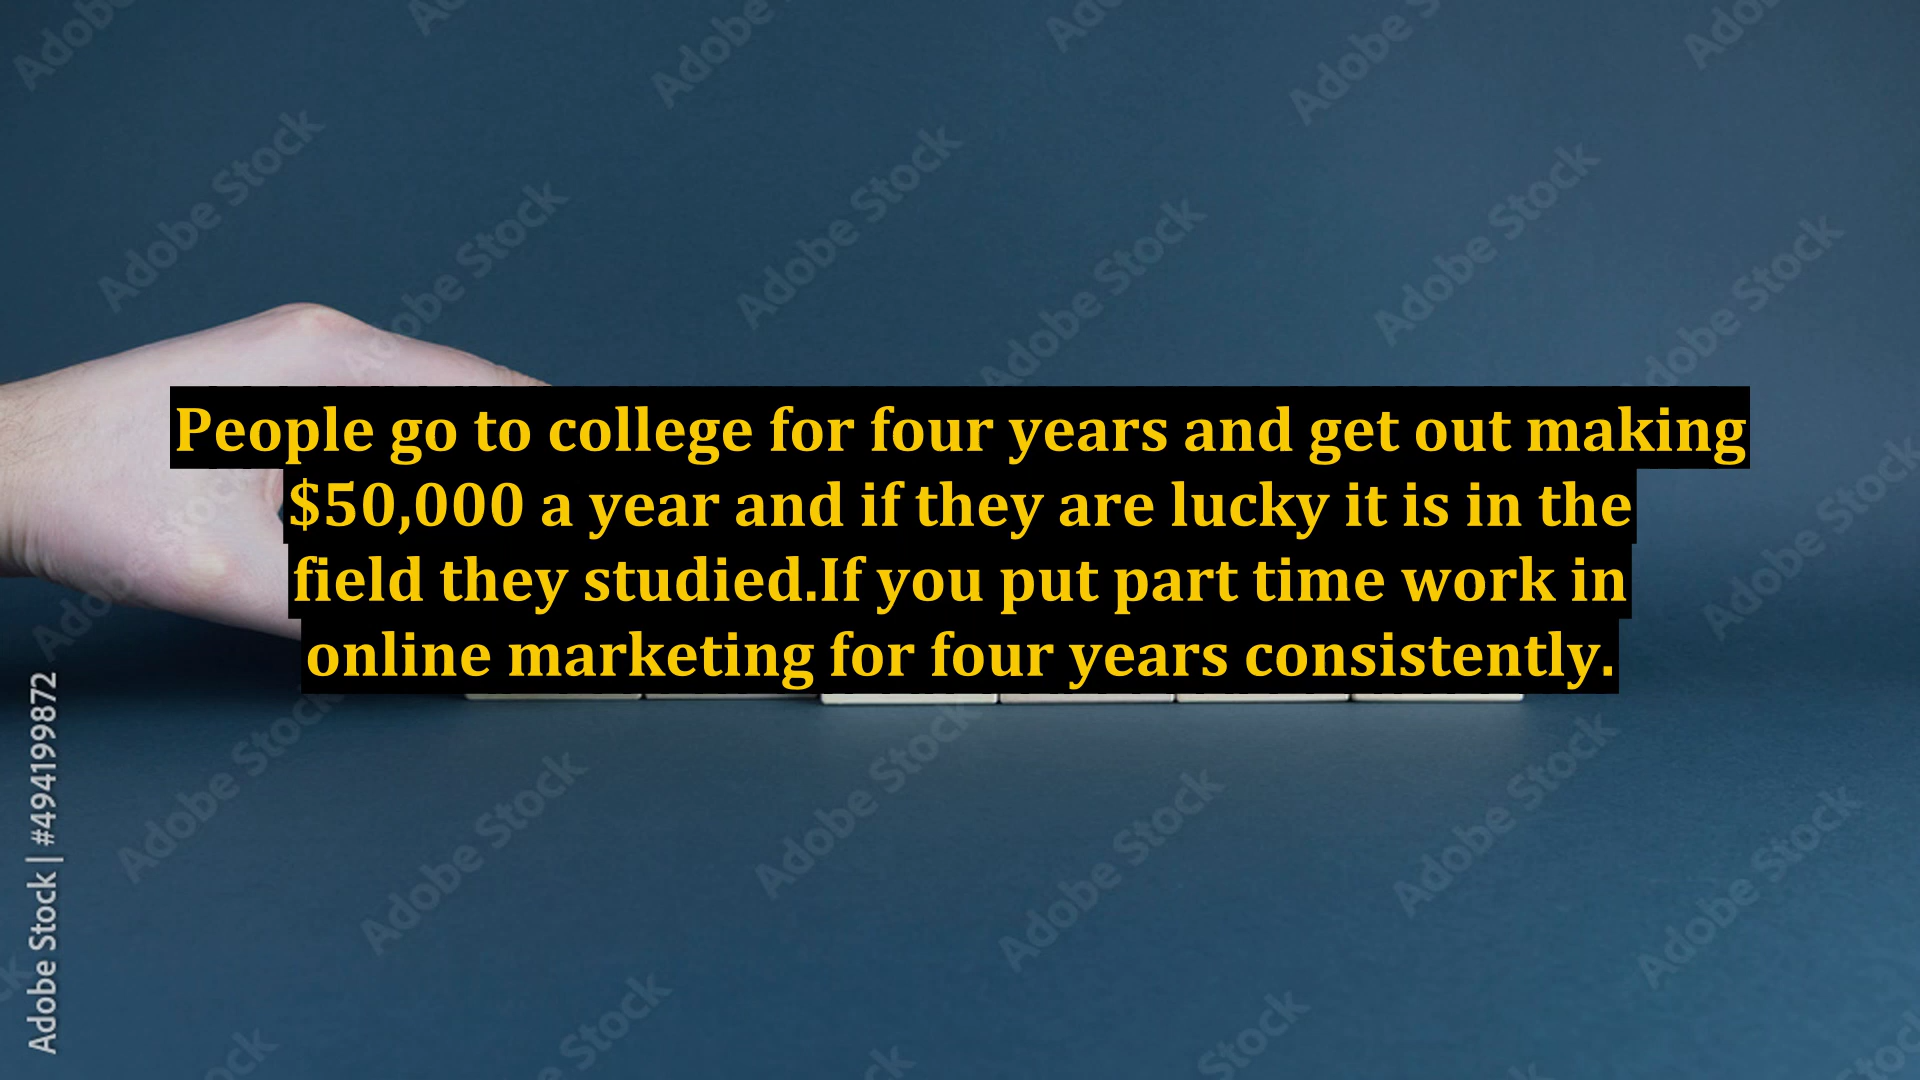 People go to college for four years and get out making
$50,000 a year and if they are lucky it is in the
field they studied.If you put part time work in
online marketing for four years consistently.
Adobe Stock | #494199872
Adobe Stock